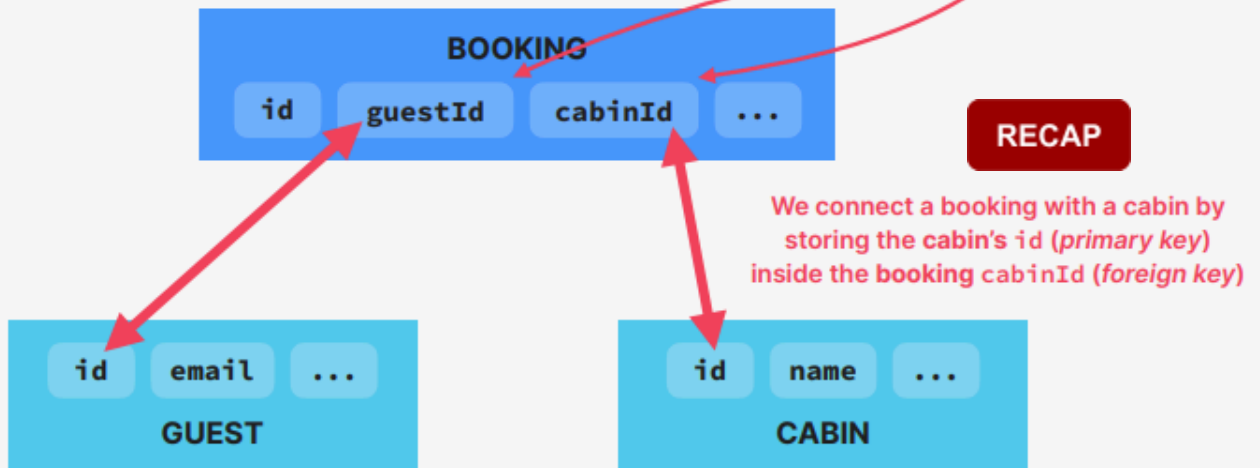 BOOKING
id guestId cabinId ...
RECAP
We connect a booking with a cabin by
storing the cabin's id (primary key)
inside the booking cabinId (foreign key)
id email ...
GUEST
id name ...
CABIN